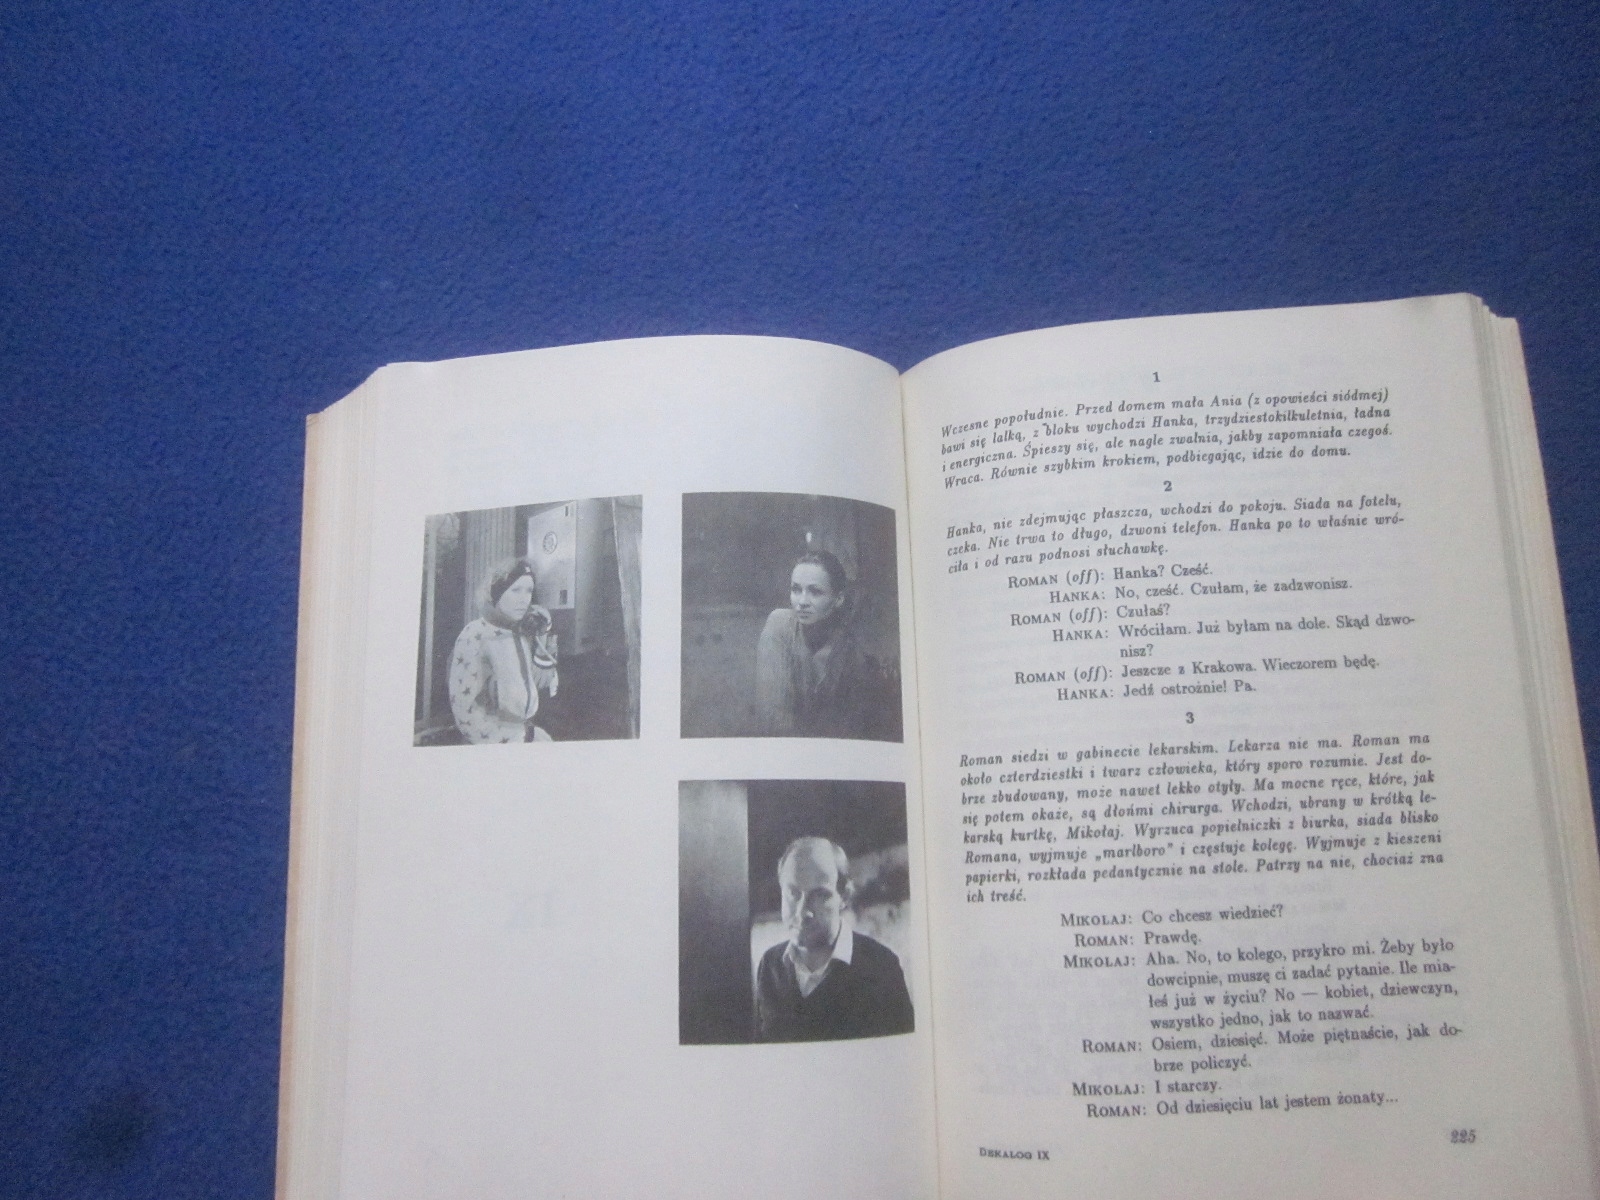 1
Wczesne popołudnie. Przed domem mała Ania (z opowieści siódmej)
bawi się lalką, z bloku wychodzi Hanka, trzydziestokilkuletnia, ładna
i energiczna. Śpieszy się, ale nagle zwalnia, jakby zapomniała czegoś.
Wraca. Równie szybkim krokiem, podbiegając, idzie do domu.
2
Hanka, nie zdejmując płaszcza, wchodzi do pokoju. Siada na fotelu,
czeka. Nie trwa to długo, dzwoni telefon. Hanka po to właśnie wró-
ciła i od razu podnosi słuchawkę.
ROMAN (off): Hanka? Cześć.
HANKA: No, cześć. Czułam, że zadzwonisz.
ROMAN (off): Czułaś?
HANKA: Wróciłam. Już byłam na dole. Skąd dzwo-
nisz?
ROMAN (off): Jeszcze z Krakowa. Wieczorem będę.
HANKA: Jedź ostrożnie! Pa.
3
Roman siedzi w gabinecie lekarskim. Lekarza nie ma. Roman ma
około czterdziestki i twarz człowieka, który sporo rozumie. Jest do-
brze zbudowany, może nawet lekko otyły. Ma mocne ręce, które, jak
się potem okaże, są dłońmi chirurga. Wchodzi, ubrany w krótką le-
karską kurtkę, Mikołaj. Wyrzuca popielniczki z biurka, siada blisko
Romana, wyjmuje „marlboro” i częstuje kolegę. Wyjmuje z kieszeni
papierki, rozkłada pedantycznie na stole. Patrzy na nie, chociaż zna
ich treść.
MIKOŁAJ: Co chcesz wiedzieć?
ROMAN: Prawdę.
MIKOŁAJ: Aha. No, to kolego, przykro mi. Żeby było
dowcipnie, muszę ci zadać pytanie. Ile mia-
łeś już w życiu? No — kobiet, dziewczyn,
wszystko jedno, jak to nazwać.
ROMAN: Osiem, dziesięć. Może piętnaście, jak do-
brze policzyć.
MIKOŁAJ: I starczy.
ROMAN: Od dziesięciu lat jestem żonaty...
225
DEKALOG IX